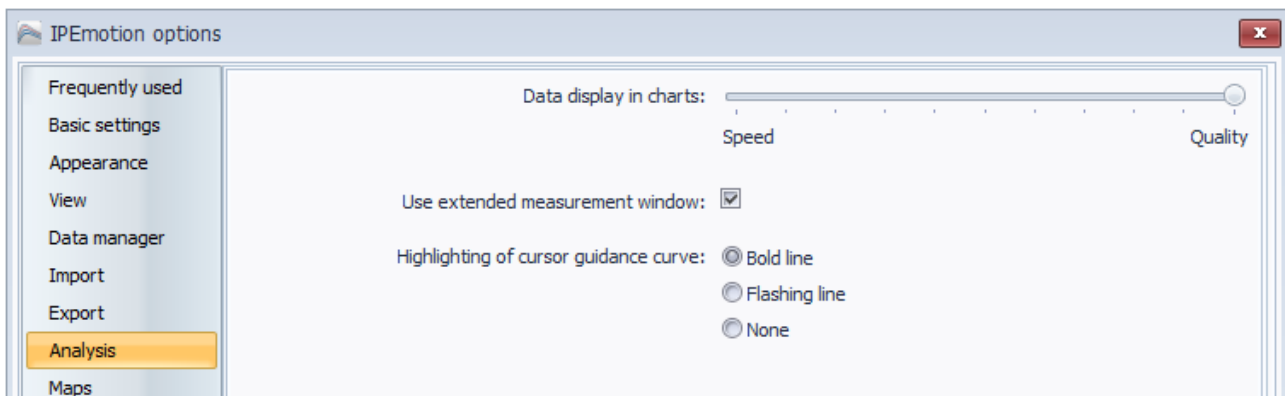 IPEmotion options
Frequently used
Basic settings
Appearance
View
Data manager
Import
Export
Analysis
Maps
Data display in charts:
Speed Quality
Use extended measurement window:
Highlighting of cursor guidance curve: Bold line
Flashing line
None